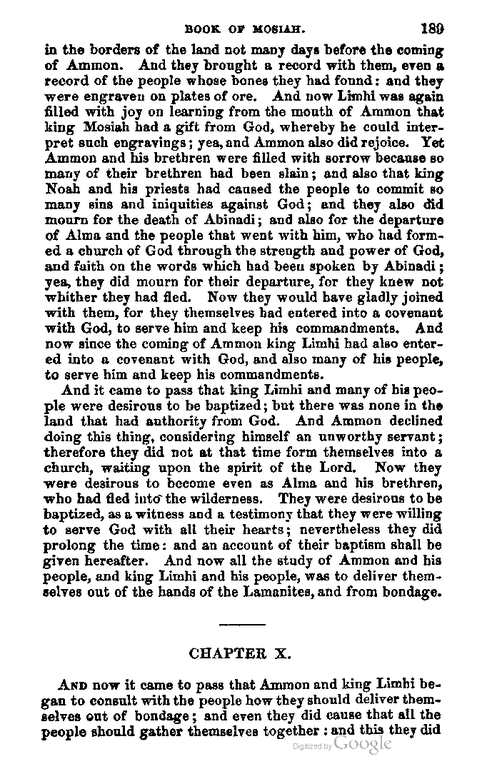 BOOK OF MOSIAH. 189
in the borders of the land not many days before the coming
of Ammon. And they brought a record with them, even a
record of the people whose bones they had found: and they
were engraven on plates of ore. And now Limhi was again
filled with joy on learning from the mouth of Ammon that
king Mosiah had a gift from God, whereby he could inter-
pret such engravings; yea, and Ammon also did rejoice. Yet
Ammon and his brethren were filled with sorrow because so
many of their brethren had been slain; and also that king
Noah and his priests had caused the people to commit so
many sins and iniquities against God; and they also did
mourn for the death of Abinadi; and also for the departure
of Alma and the people that went with him, who had form-
ed a church of God through the strength and power of God,
and faith on the words which had been spoken by Abinadi;
yea, they did mourn for their departure, for they knew not
whither they had fled. Now they would have gladly joined
with them, for they themselves had entered into a covenant
with God, to serve him and keep his commandments. And
now since the coming of Ammon king Limhi had also enter-
ed into a covenant with God, and also many of his people,
to serve him and keep his commandments.
And it came to pass that king Limhi and many of his peo-
ple were desirous to be baptized; but there was none in the
land that had authority from God. And Ammon declined
doing this thing, considering himself an unworthy servant;
therefore they did not at that time form themselves into a
church, waiting upon the spirit of the Lord. Now they
were desirous to become even as Alma and his brethren,
who had fled into the wilderness. They were desirous to be
baptized, as a witness and a testimony that they were willing
to serve God with all their hearts; nevertheless they did
prolong the time: and an account of their baptism shall be
given hereafter. And now all the study of Ammon and his
people, and king Limhi and his people, was to deliver them-
selves out of the hands of the Lamanites, and from bondage.
CHAPTER X.
AND now it came to pass that Ammon and king Limhi be-
gan to consult with the people how they should deliver them-
selves out of bondage; and even they did cause that all the
people should gather themselves together: and this they did
Digitized by Google